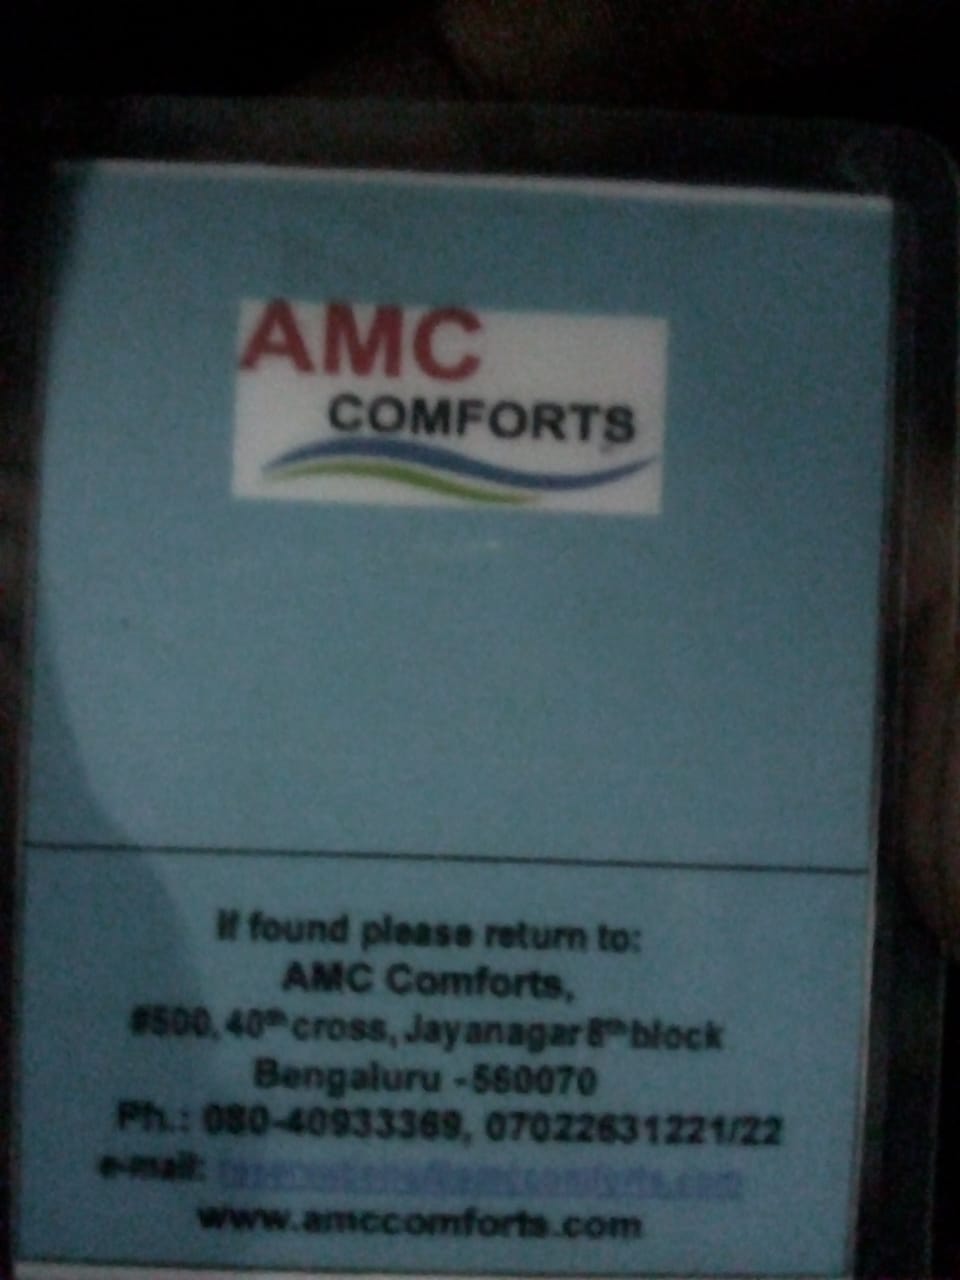 AMC
COMFORTS
If found please return to:
AMC Comforts,
#500, 40th cross, Jayanagar 8th block
Bengaluru - 560070
Ph.: 080-40933369, 07022631221/22
e-mail:
www.amccomforts.com